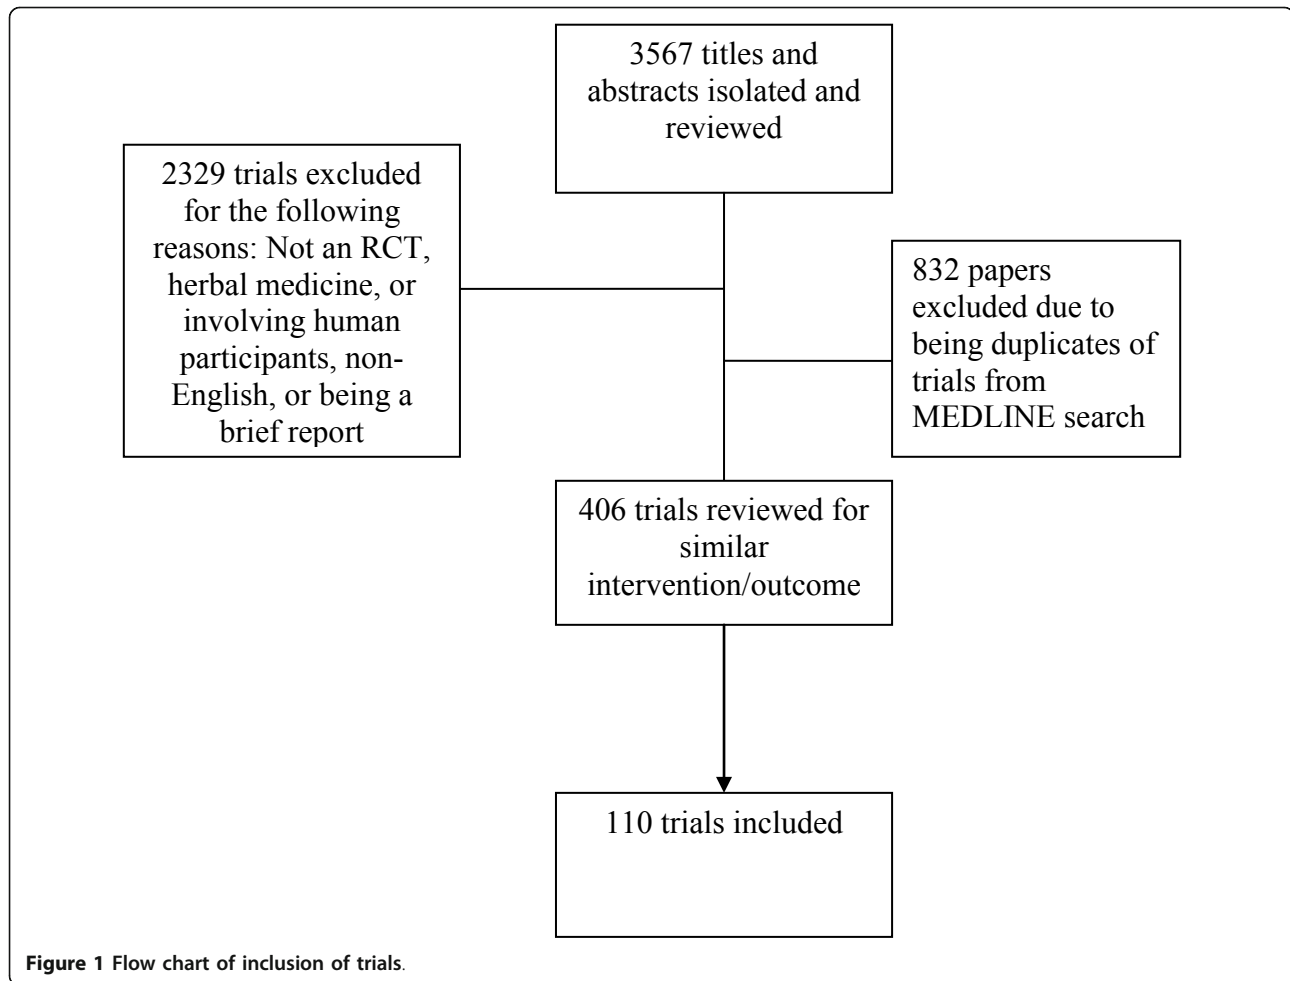 3567 titles and
abstracts isolated and
reviewed
2329 trials excluded
for the following
reasons: Not an RCT,
herbal medicine, or
involving human
participants, non-
English, or being a
brief report
832 papers
excluded due to
being duplicates of
trials from
MEDLINE search
406 trials reviewed for
similar
intervention/outcome
110 trials included
Figure 1 Flow chart of inclusion of trials.